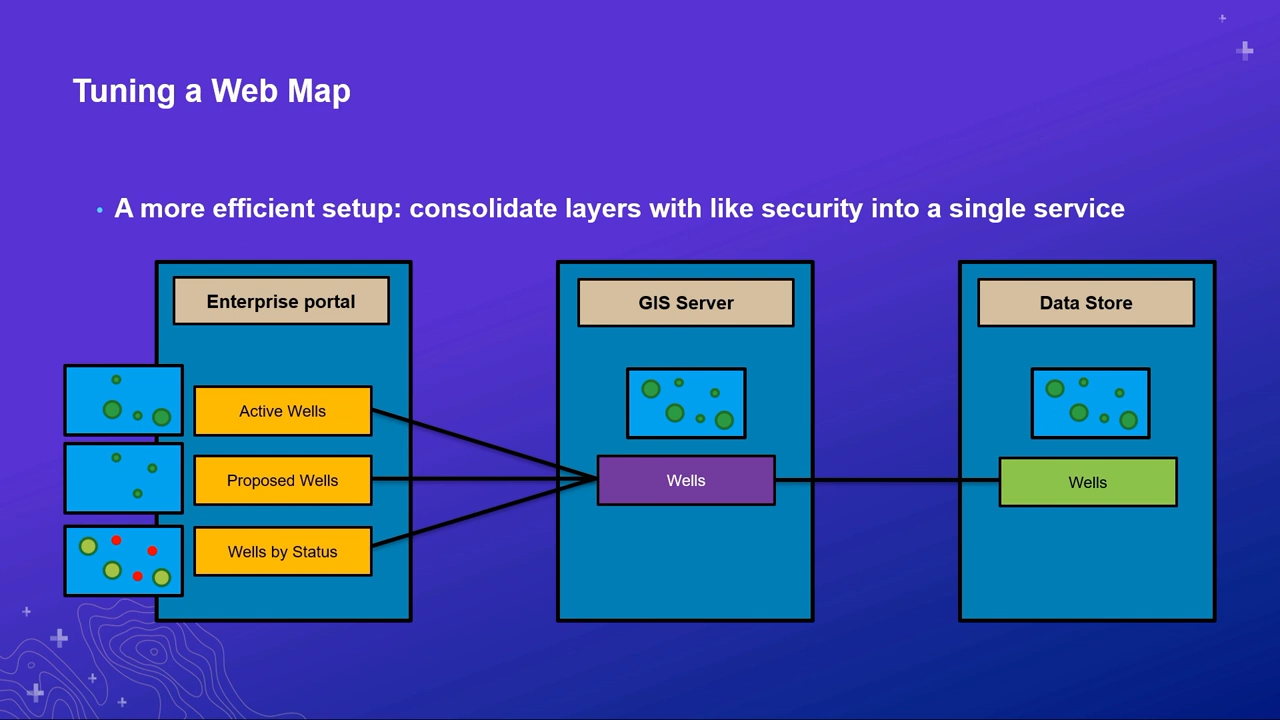 Tuning a Web Map
• A more efficient setup: consolidate layers with like security into a single service
Enterprise portal
Active Wells
Proposed Wells
Wells by Status
GIS Server
Wells
Data Store
Wells